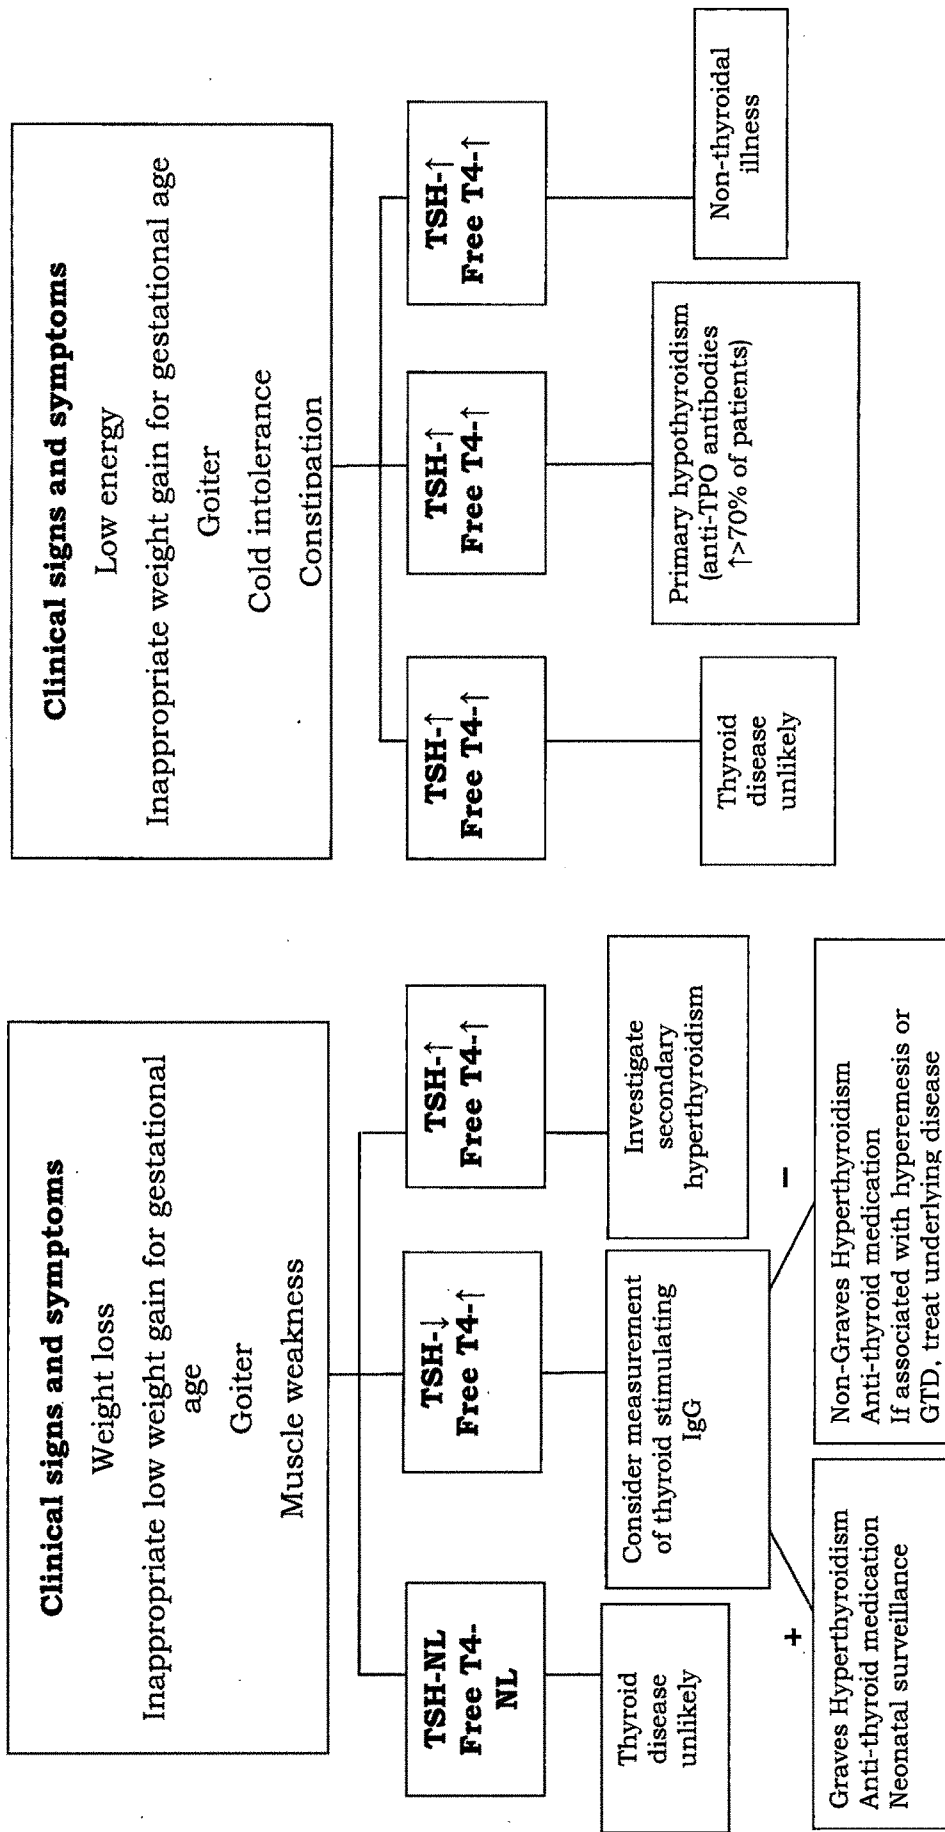 Clinical signs and symptoms
Weight loss
Inappropriate low weight gain for gestational
age
Goiter
Muscle weakness
TSH-NL
Free T4-
NL
TSH-↓
Free T4-↑
TSH-↑
Free T4-↑
Thyroid
disease
unlikely
Consider measurement
of thyroid stimulating
IgG
Investigate
secondary
hyperthyroidism
+
−
Graves Hyperthyroidism
Anti-thyroid medication
Neonatal surveillance
Non-Graves Hyperthyroidism
Anti-thyroid medication
If associated with hyperemesis or
GTD, treat underlying disease
Clinical signs and symptoms
Low energy
Inappropriate weight gain for gestational age
Goiter
Cold intolerance
Constipation
TSH-↑
Free T4-↑
TSH-↑
Free T4-↑
TSH-↑
Free T4-↑
Thyroid
disease
unlikely
Primary hypothyroidism
(anti-TPO antibodies
↑>70% of patients)
Non-thyroidal
illness